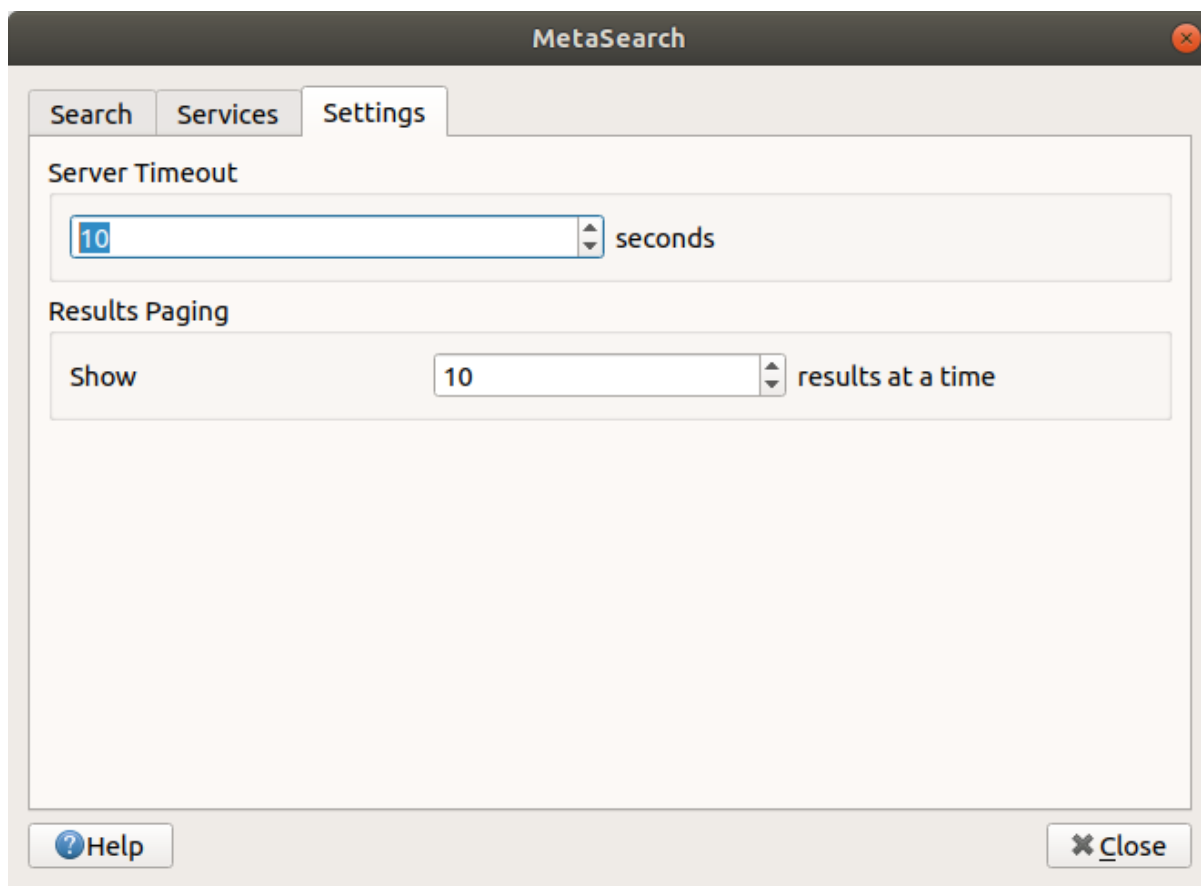 MetaSearch
Search Services Settings
Server Timeout
10 seconds
Results Paging
Show 10 results at a time
Help Close